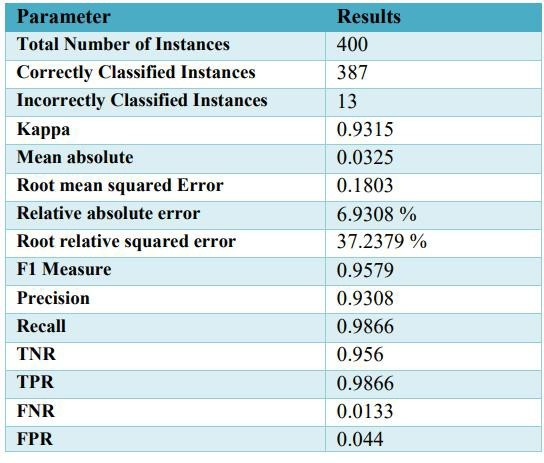 Parameter Results
Total Number of Instances 400
Correctly Classified Instances 387
Incorrectly Classified Instances 13
Kappa 0.9315
Mean absolute 0.0325
Root mean squared Error 0.1803
Relative absolute error 6.9308 %
Root relative squared error 37.2379 %
F1 Measure 0.9579
Precision 0.9308
Recall 0.9866
TNR 0.956
TPR 0.9866
FNR 0.0133
FPR 0.044